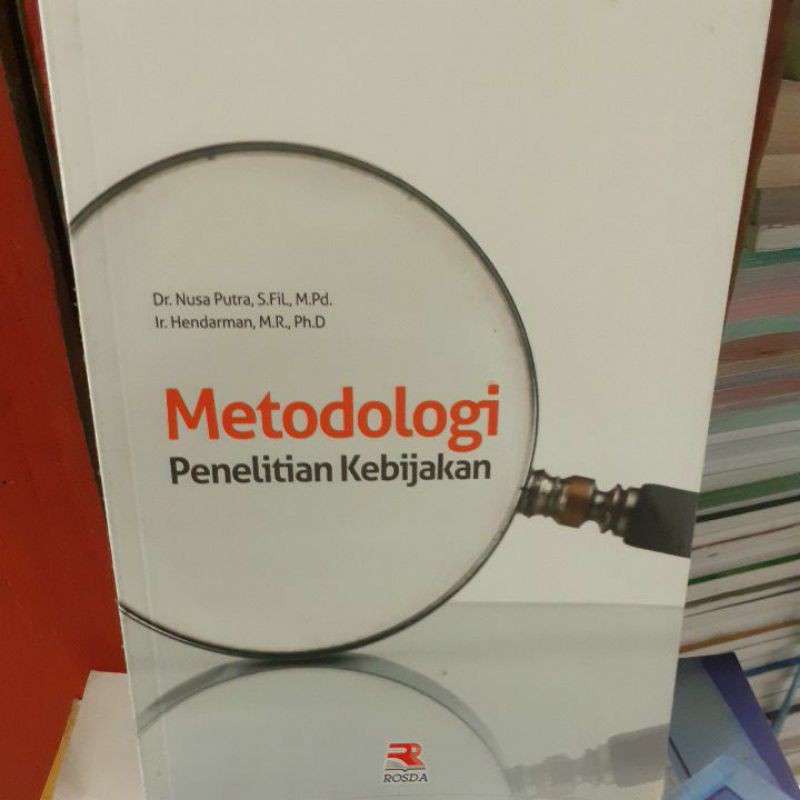 Dr. Nusa Putra, S.Fil., M.Pd.
Ir. Hendarman, M.R., Ph.D
Metodologi
Penelitian Kebijakan
ROSDA